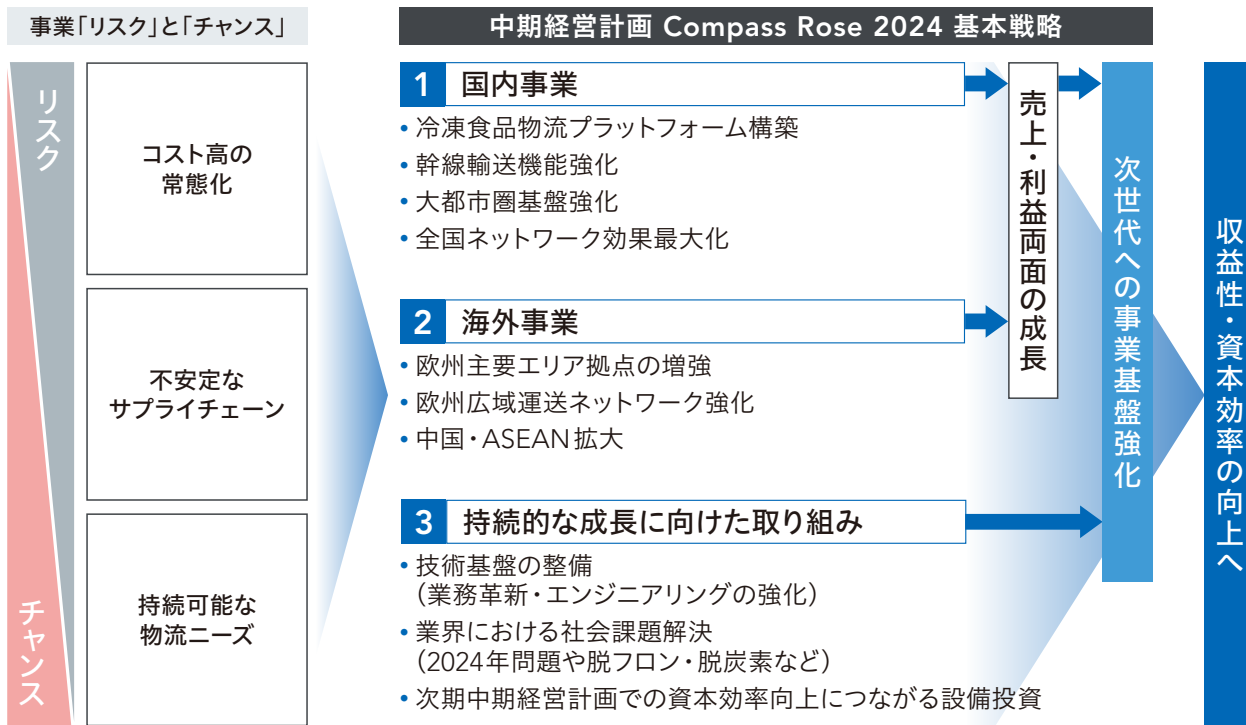 事業「リスク」と「チャンス」
中期経営計画 Compass Rose 2024 基本戦略
リスク
チャンス
コスト高の
常態化
不安定な
サプライチェーン
持続可能な
物流ニーズ
1 国内事業
・冷凍食品物流プラットフォーム構築
・幹線輸送機能強化
・大都市圏基盤強化
・全国ネットワーク効果最大化
2 海外事業
・欧州主要エリア拠点の増強
・欧州広域運送ネットワーク強化
・中国・ASEAN拡大
3 持続的な成長に向けた取り組み
・技術基盤の整備
（業務革新・エンジニアリングの強化）
・業界における社会課題解決
（2024年問題や脱フロン・脱炭素など）
・次期中期経営計画での資本効率向上につながる設備投資
売上・利益両面の成長
次世代への事業基盤強化
収益性・資本効率の向上へ